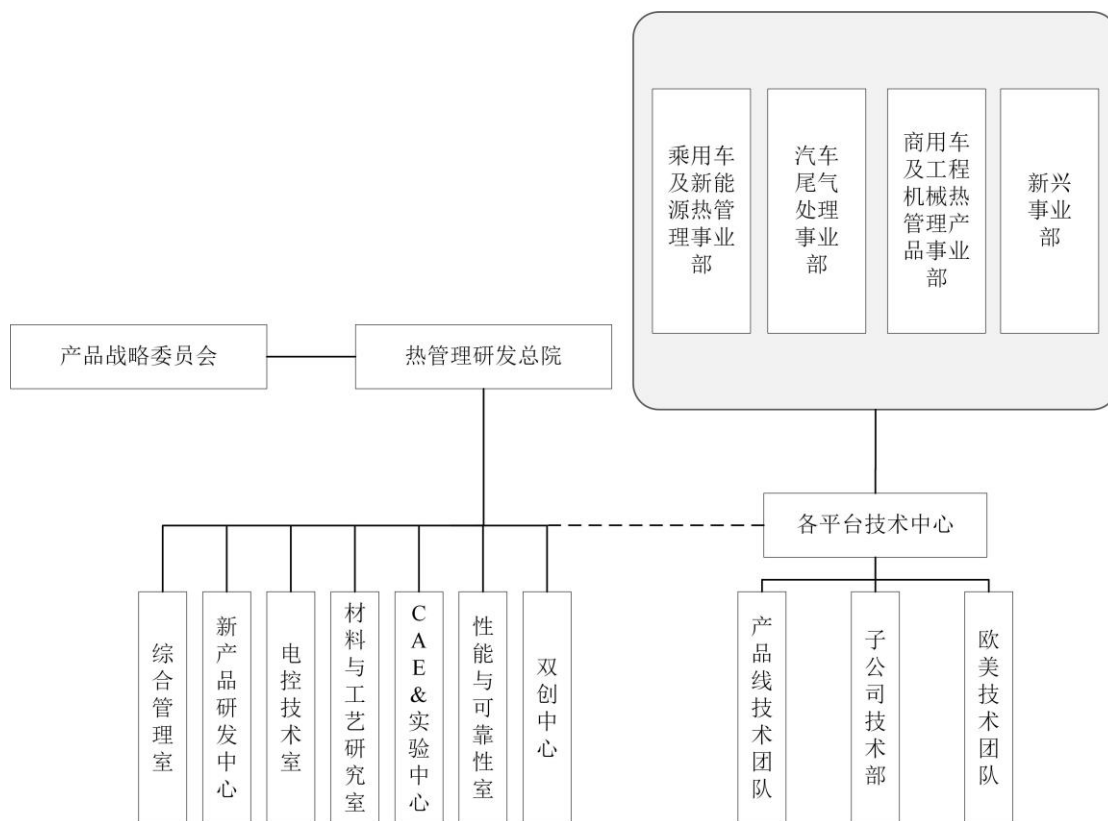 乘用车
及新能
源热管
理事业
部
汽车
尾气
处理
事业
部
商用车
及工程
机械热
管理产
品事业
部
新兴
事业
部
产品战略委员会
热管理研发总院
各平台技术中心
综合管理室
新产品研发中心
电控技术室
材料与工艺研究室
CAE&实验中心
性能与可靠性室
双创中心
产品线技术团队
子公司技术部
欧美技术团队